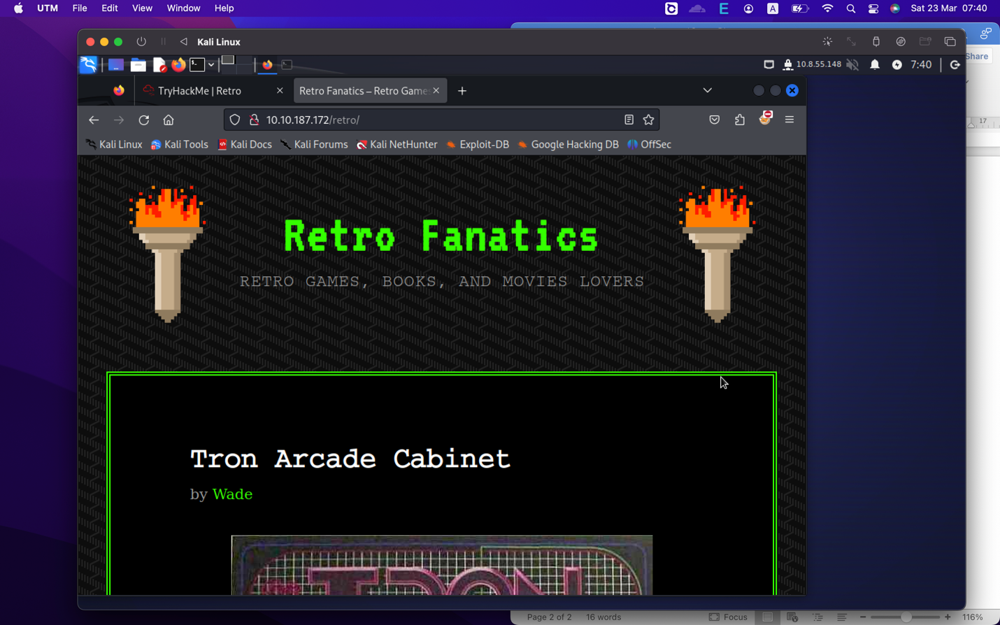 UTM File Edit View Window Help
A
Sat 23 Mar 07:40
Kali Linux
Share
10.8.55.148
7:40
TryHackMe | Retro
Retro Fanatics – Retro Games
10.10.187.172/retro/
17
Kali Linux Kali Tools Kali Docs Kali Forums Kali NetHunter Exploit-DB Google Hacking DB OffSec
Retro Fanatics
RETRO GAMES, BOOKS, AND MOVIES LOVERS
Tron Arcade Cabinet
by Wade
TRON
Page 2 of 2 16 words Focus 116%